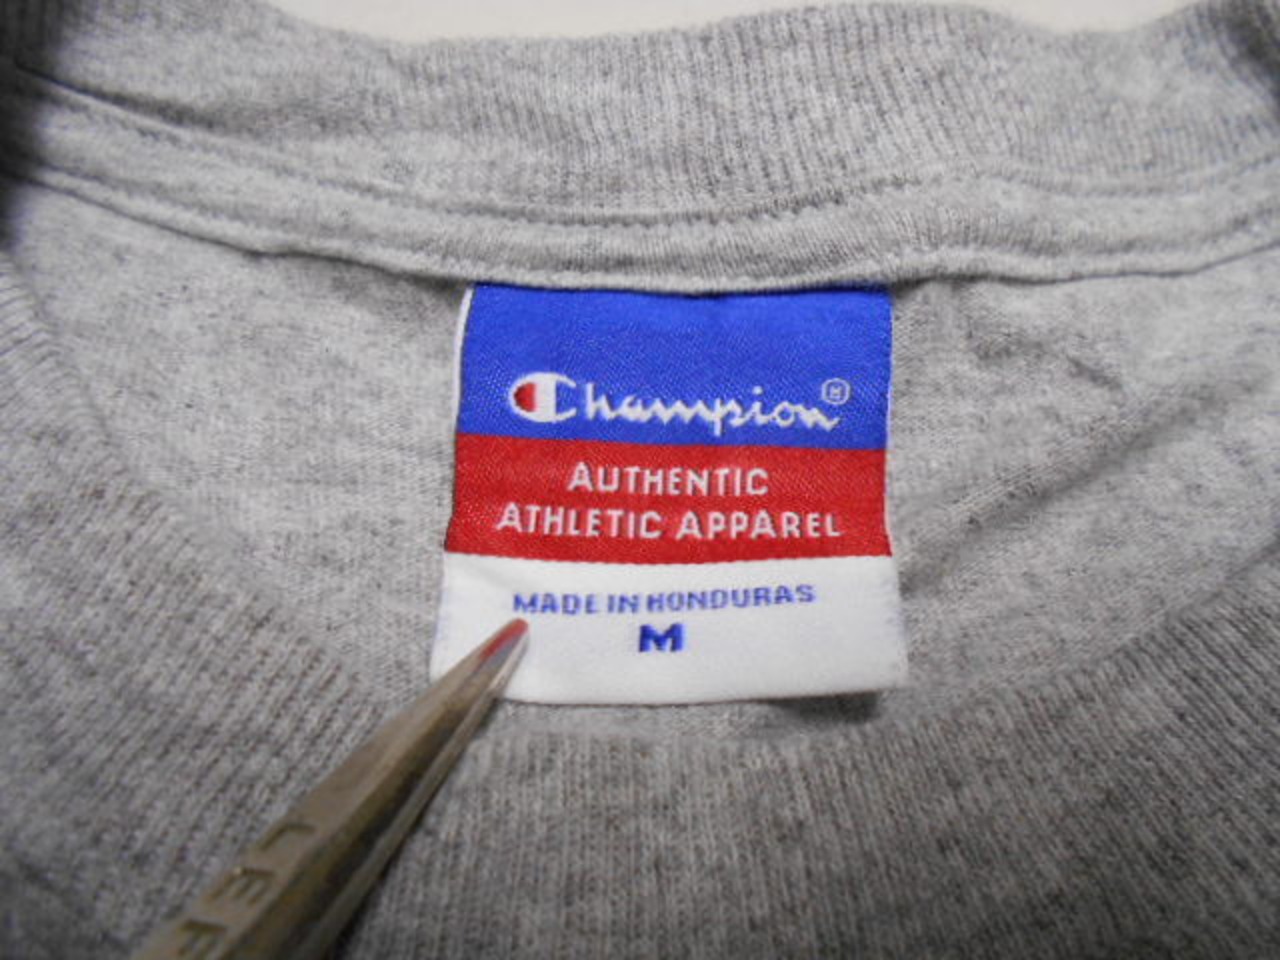 Champion®
AUTHENTIC
ATHLETIC APPAREL
MADE IN HONDURAS
M